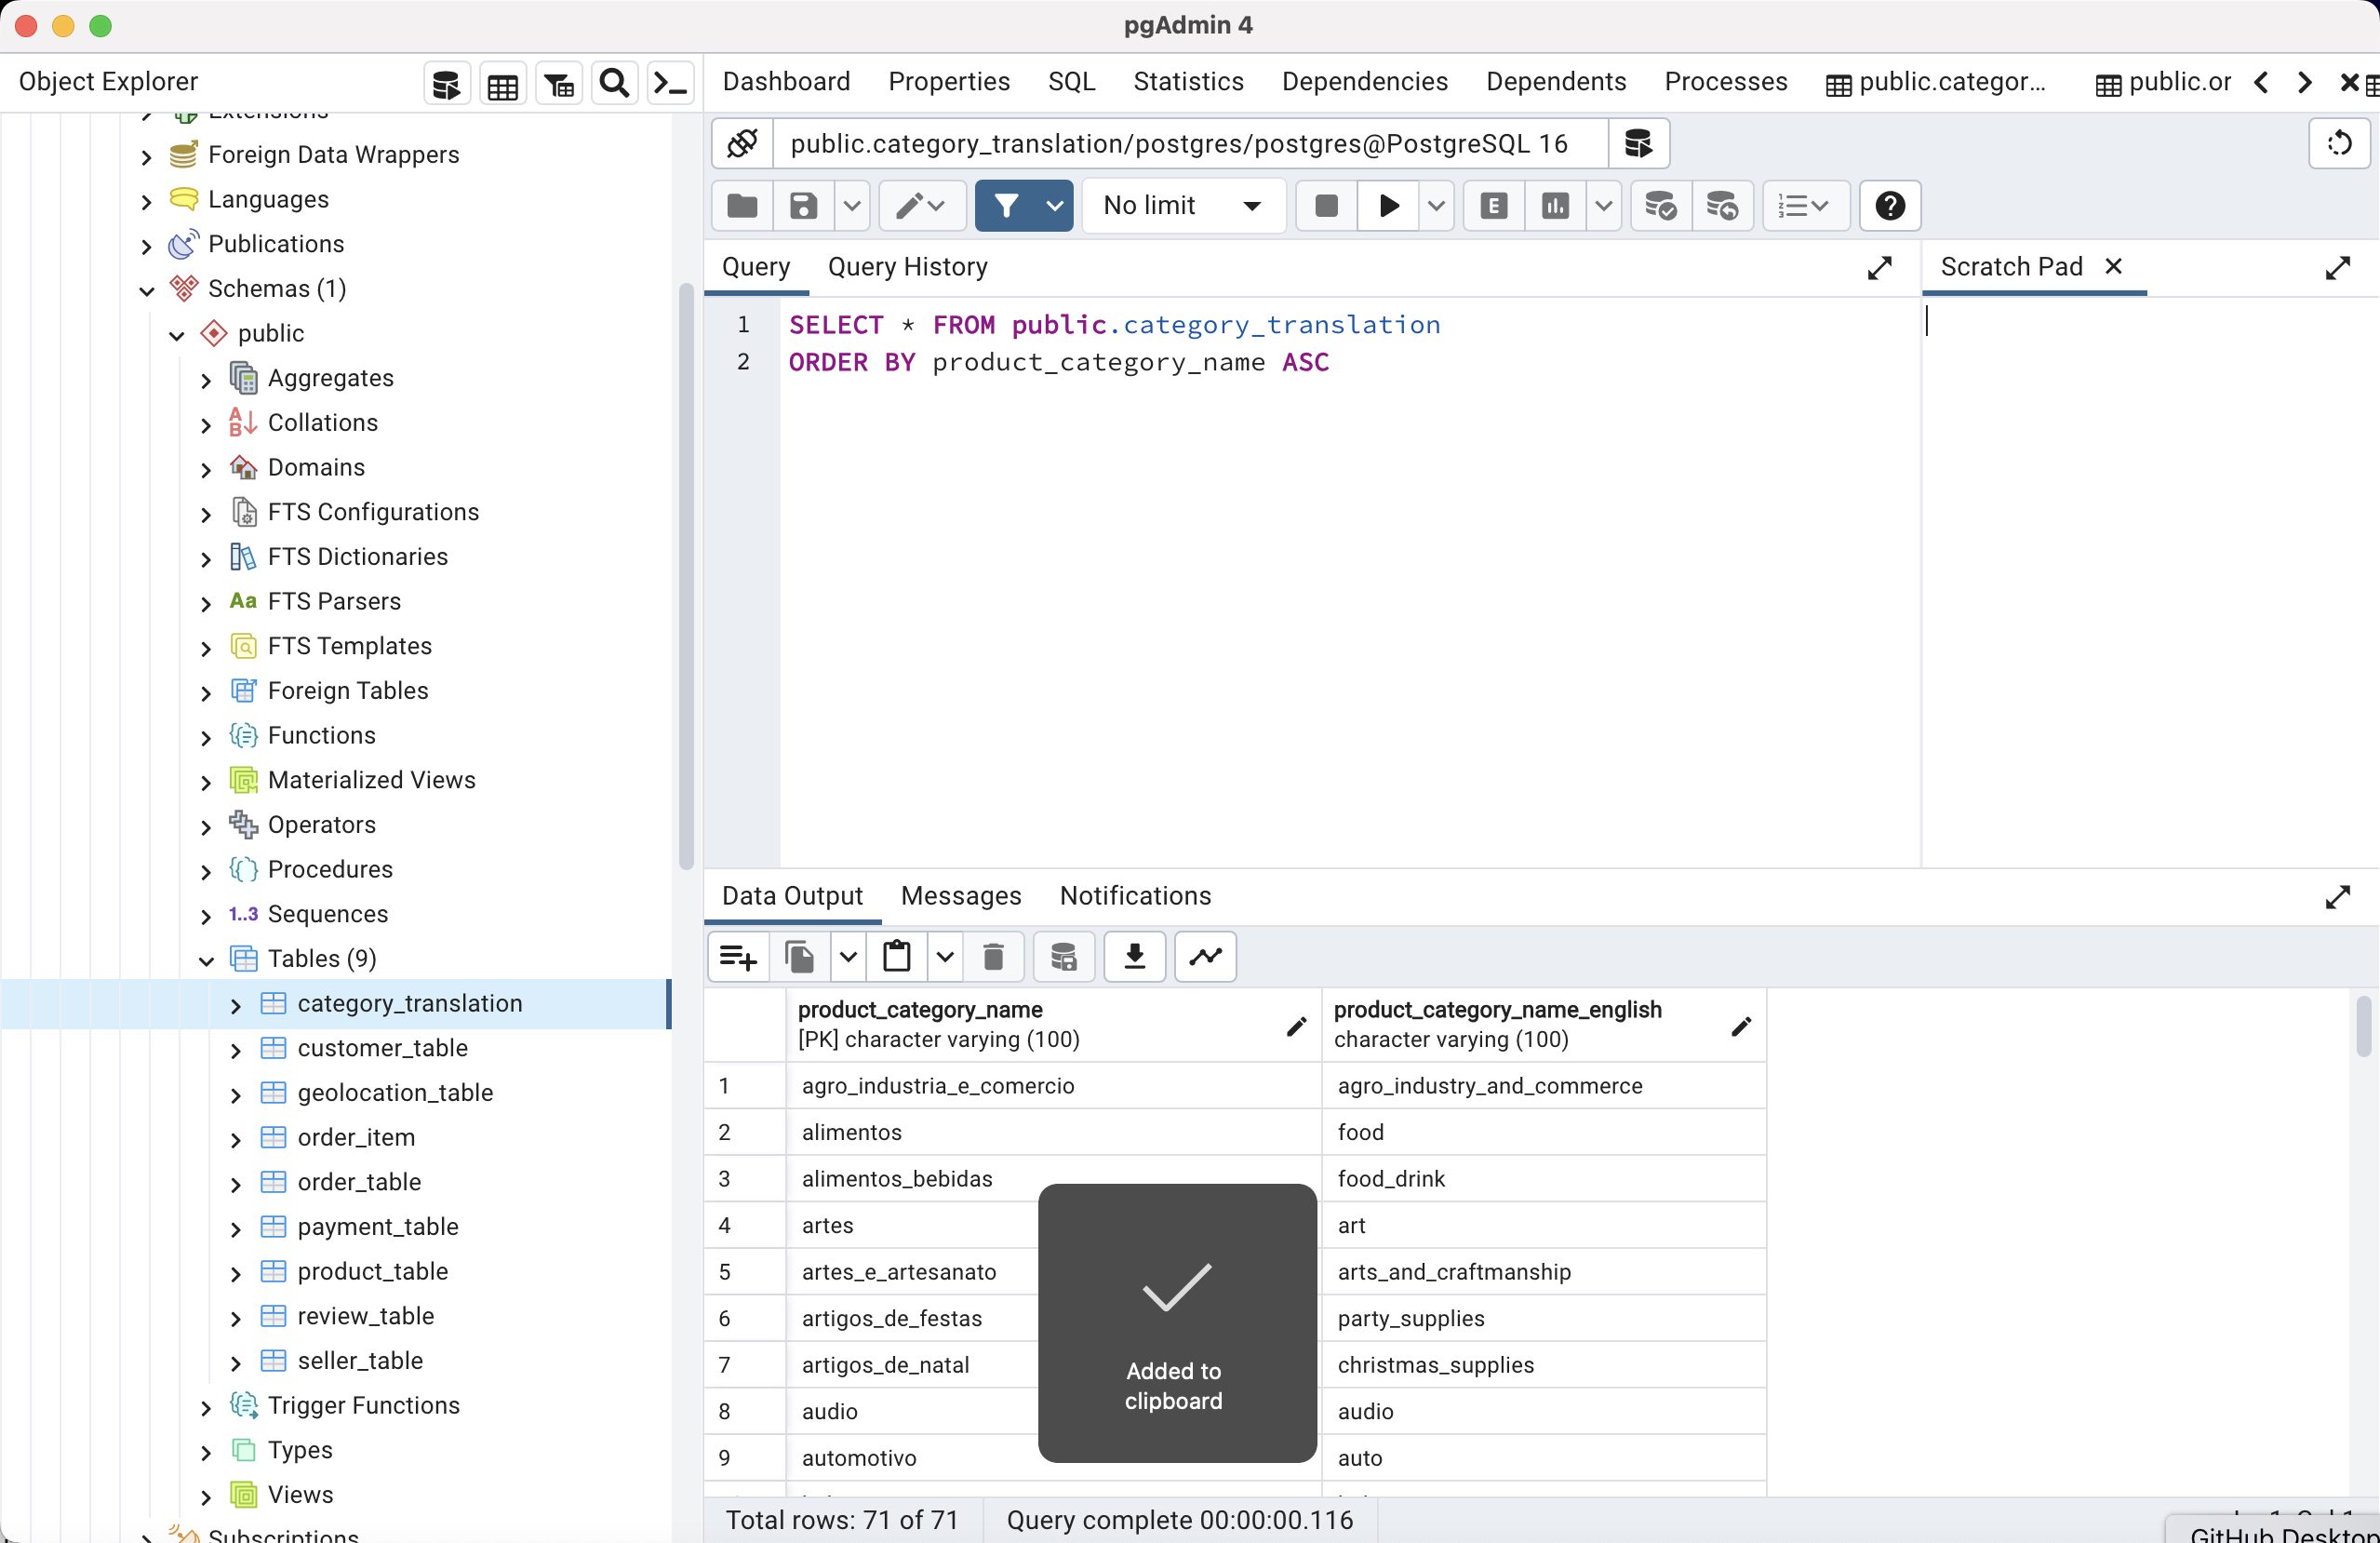 pgAdmin 4
Object Explorer
Dashboard Properties SQL Statistics Dependencies Dependents Processes public.categor... public.or
Extensions
Foreign Data Wrappers
Languages
Publications
Schemas (1)
public
Aggregates
Collations
Domains
FTS Configurations
FTS Dictionaries
Aa FTS Parsers
FTS Templates
Foreign Tables
Functions
Materialized Views
Operators
Procedures
1..3 Sequences
Tables (9)
category_translation
customer_table
geolocation_table
order_item
order_table
payment_table
product_table
review_table
seller_table
Trigger Functions
Types
Views
Subscriptions
public.category_translation/postgres/postgres@PostgreSQL 16
No limit
E
Query Query History
Scratch Pad
1 SELECT * FROM public.category_translation
2 ORDER BY product_category_name ASC
Data Output Messages Notifications
product_category_name product_category_name_english
[PK] character varying (100) character varying (100)
1 agro_industria_e_comercio agro_industry_and_commerce
2 alimentos food
3 alimentos_bebidas food_drink
4 artes art
5 artes_e_artesanato arts_and_craftmanship
6 artigos_de_festas party_supplies
7 artigos_de_natal christmas_supplies
8 audio audio
9 automotivo auto
Added to
clipboard
Total rows: 71 of 71 Query complete 00:00:00.116
GitHub Desktop